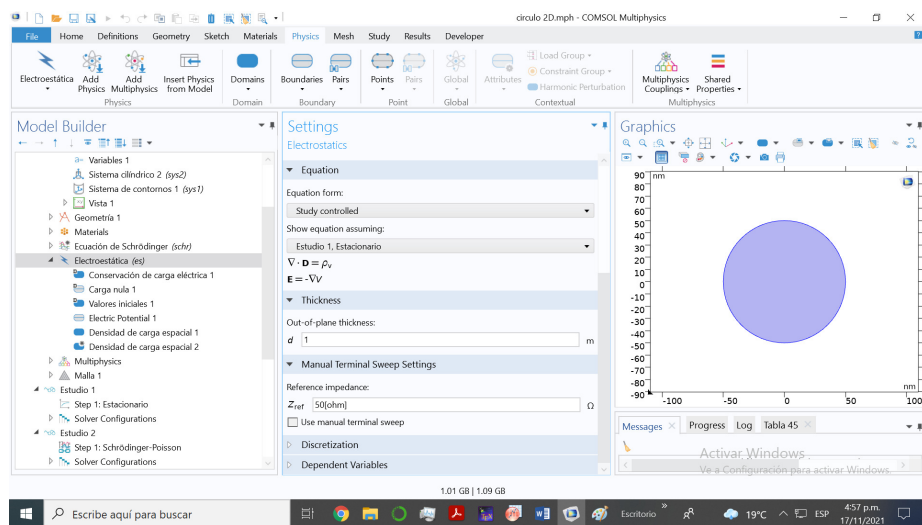 circulo 2D.mph - COMSOL Multiphysics
File Home Definitions Geometry Sketch Materials Physics Mesh Study Results Developer
Electrostática Add Physics Add Multiphysics Insert Physics from Model Domains Boundaries Pairs Points Pairs Global Attributes Load Group Constraint Group Harmonic Perturbation Multiphysics Couplings Shared Properties
Physics Domain Boundary Point Global Contextual Multiphysics
Model Builder
a= Variables 1
Sistema cilíndrico 2 (sys2)
Sistema de contornos 1 (sys1)
Vista 1
Geometría 1
Materials
Ecuación de Schrödinger (schr)
Electroestática (es)
Conservación de carga eléctrica 1
Carga nula 1
Valores iniciales 1
Electric Potential 1
Densidad de carga espacial 1
Densidad de carga espacial 2
Multiphysics
Malla 1
Estudio 1
Step 1: Estacionario
Solver Configurations
Estudio 2
Step 1: Schrödinger-Poisson
Solver Configurations
Settings
Electrostatics
Equation
Equation form:
Study controlled
Show equation assuming:
Estudio 1, Estacionario
∇ · D = ρv
E = -∇V
Thickness
Out-of-plane thickness:
d 1 m
Manual Terminal Sweep Settings
Reference impedance:
Zref 50[ohm] Ω
Use manual terminal sweep
Discretization
Dependent Variables
Graphics
90 nm
80
70
60
50
40
30
20
10
0
-10
-20
-30
-40
-50
-60
-70
-80
-90
nm
-100 -50 0 50 100
Messages Progress Log Tabla 45
Activar Windows
Ve a Configuración para activar Windows.
1.01 GB | 1.09 GB
Escribe aquí para buscar
Escritorio
19°C ESP 4:57 p.m.
17/11/2021